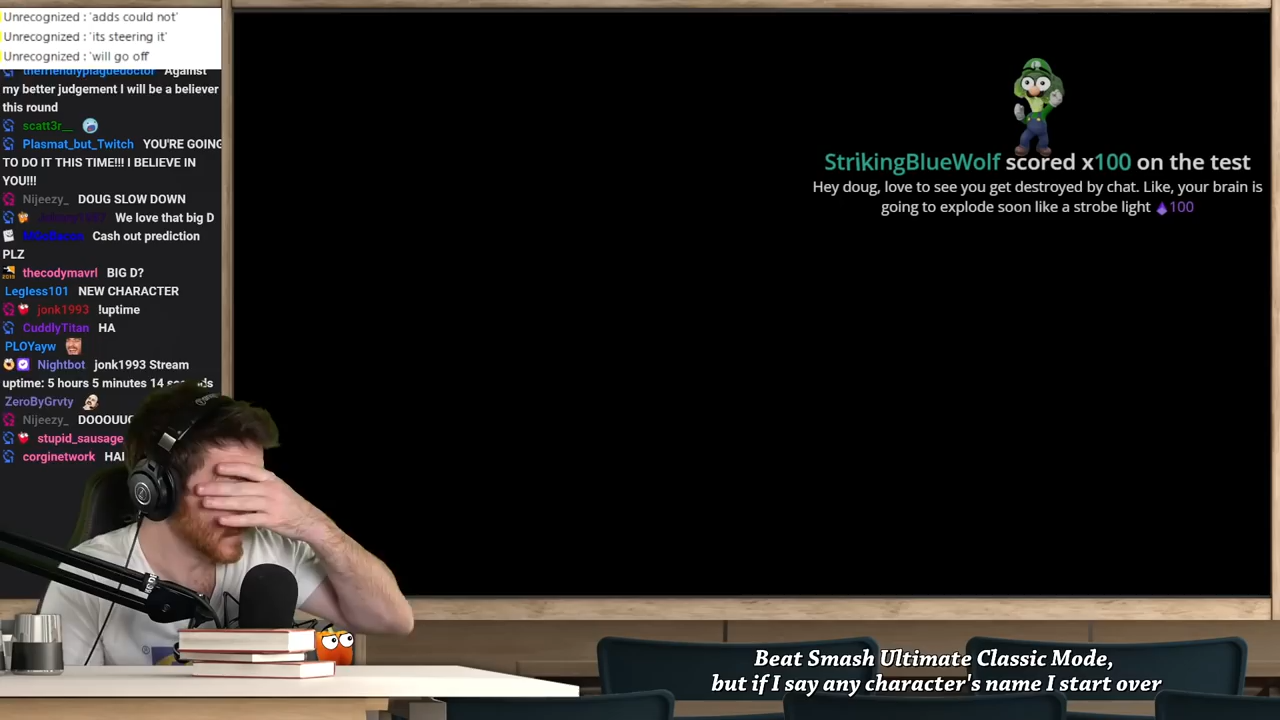 Unrecognized : 'adds could not'
Unrecognized : 'its steering it'
Unrecognized : 'will go off'
thefriendlyplaguedoctor Against
my better judgement I will be a believer
this round
scatt3r__
Plasmat_but_Twitch YOU'RE GOING
TO DO IT THIS TIME!!! I BELIEVE IN
YOU!!!
Nijeezy_ DOUG SLOW DOWN
We love that big D
Cash out prediction
PLZ
thecodymavrl BIG D?
Legless101 NEW CHARACTER
jonk1993 !uptime
CuddlyTitan HA
PLOYayw
Nightbot jonk1993 Stream
uptime: 5 hours 5 minutes 14 seconds
ZeroByGrvty
Nijeezy_ DOOOUUG
stupid_sausage
corginetwork HAI
StrikingBlueWolf scored x100 on the test
Hey doug, love to see you get destroyed by chat. Like, your brain is
going to explode soon like a strobe light 100
Beat Smash Ultimate Classic Mode,
but if I say any character's name I start over